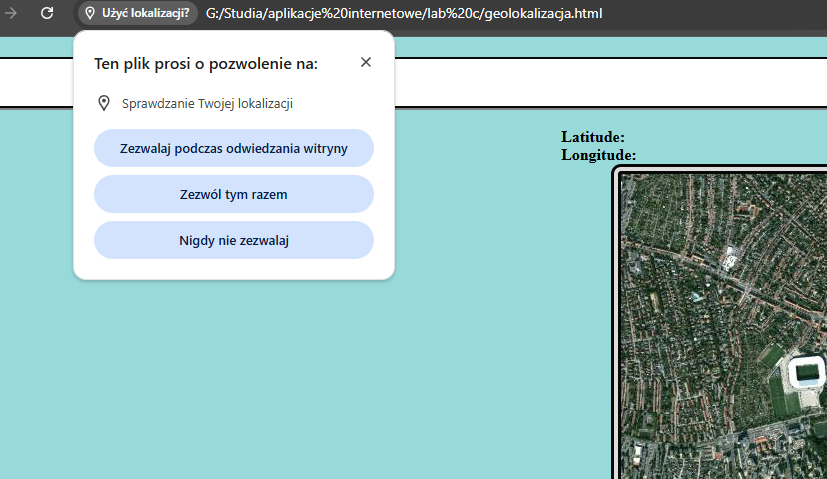 Użyć lokalizacji? G:/Studia/aplikacje%20internetowe/lab%20c/geolokalizacja.html
Ten plik prosi o pozwolenie na:
Sprawdzanie Twojej lokalizacji
Zezwalaj podczas odwiedzania witryny
Zezwól tym razem
Nigdy nie zezwalaj
Latitude:
Longitude: